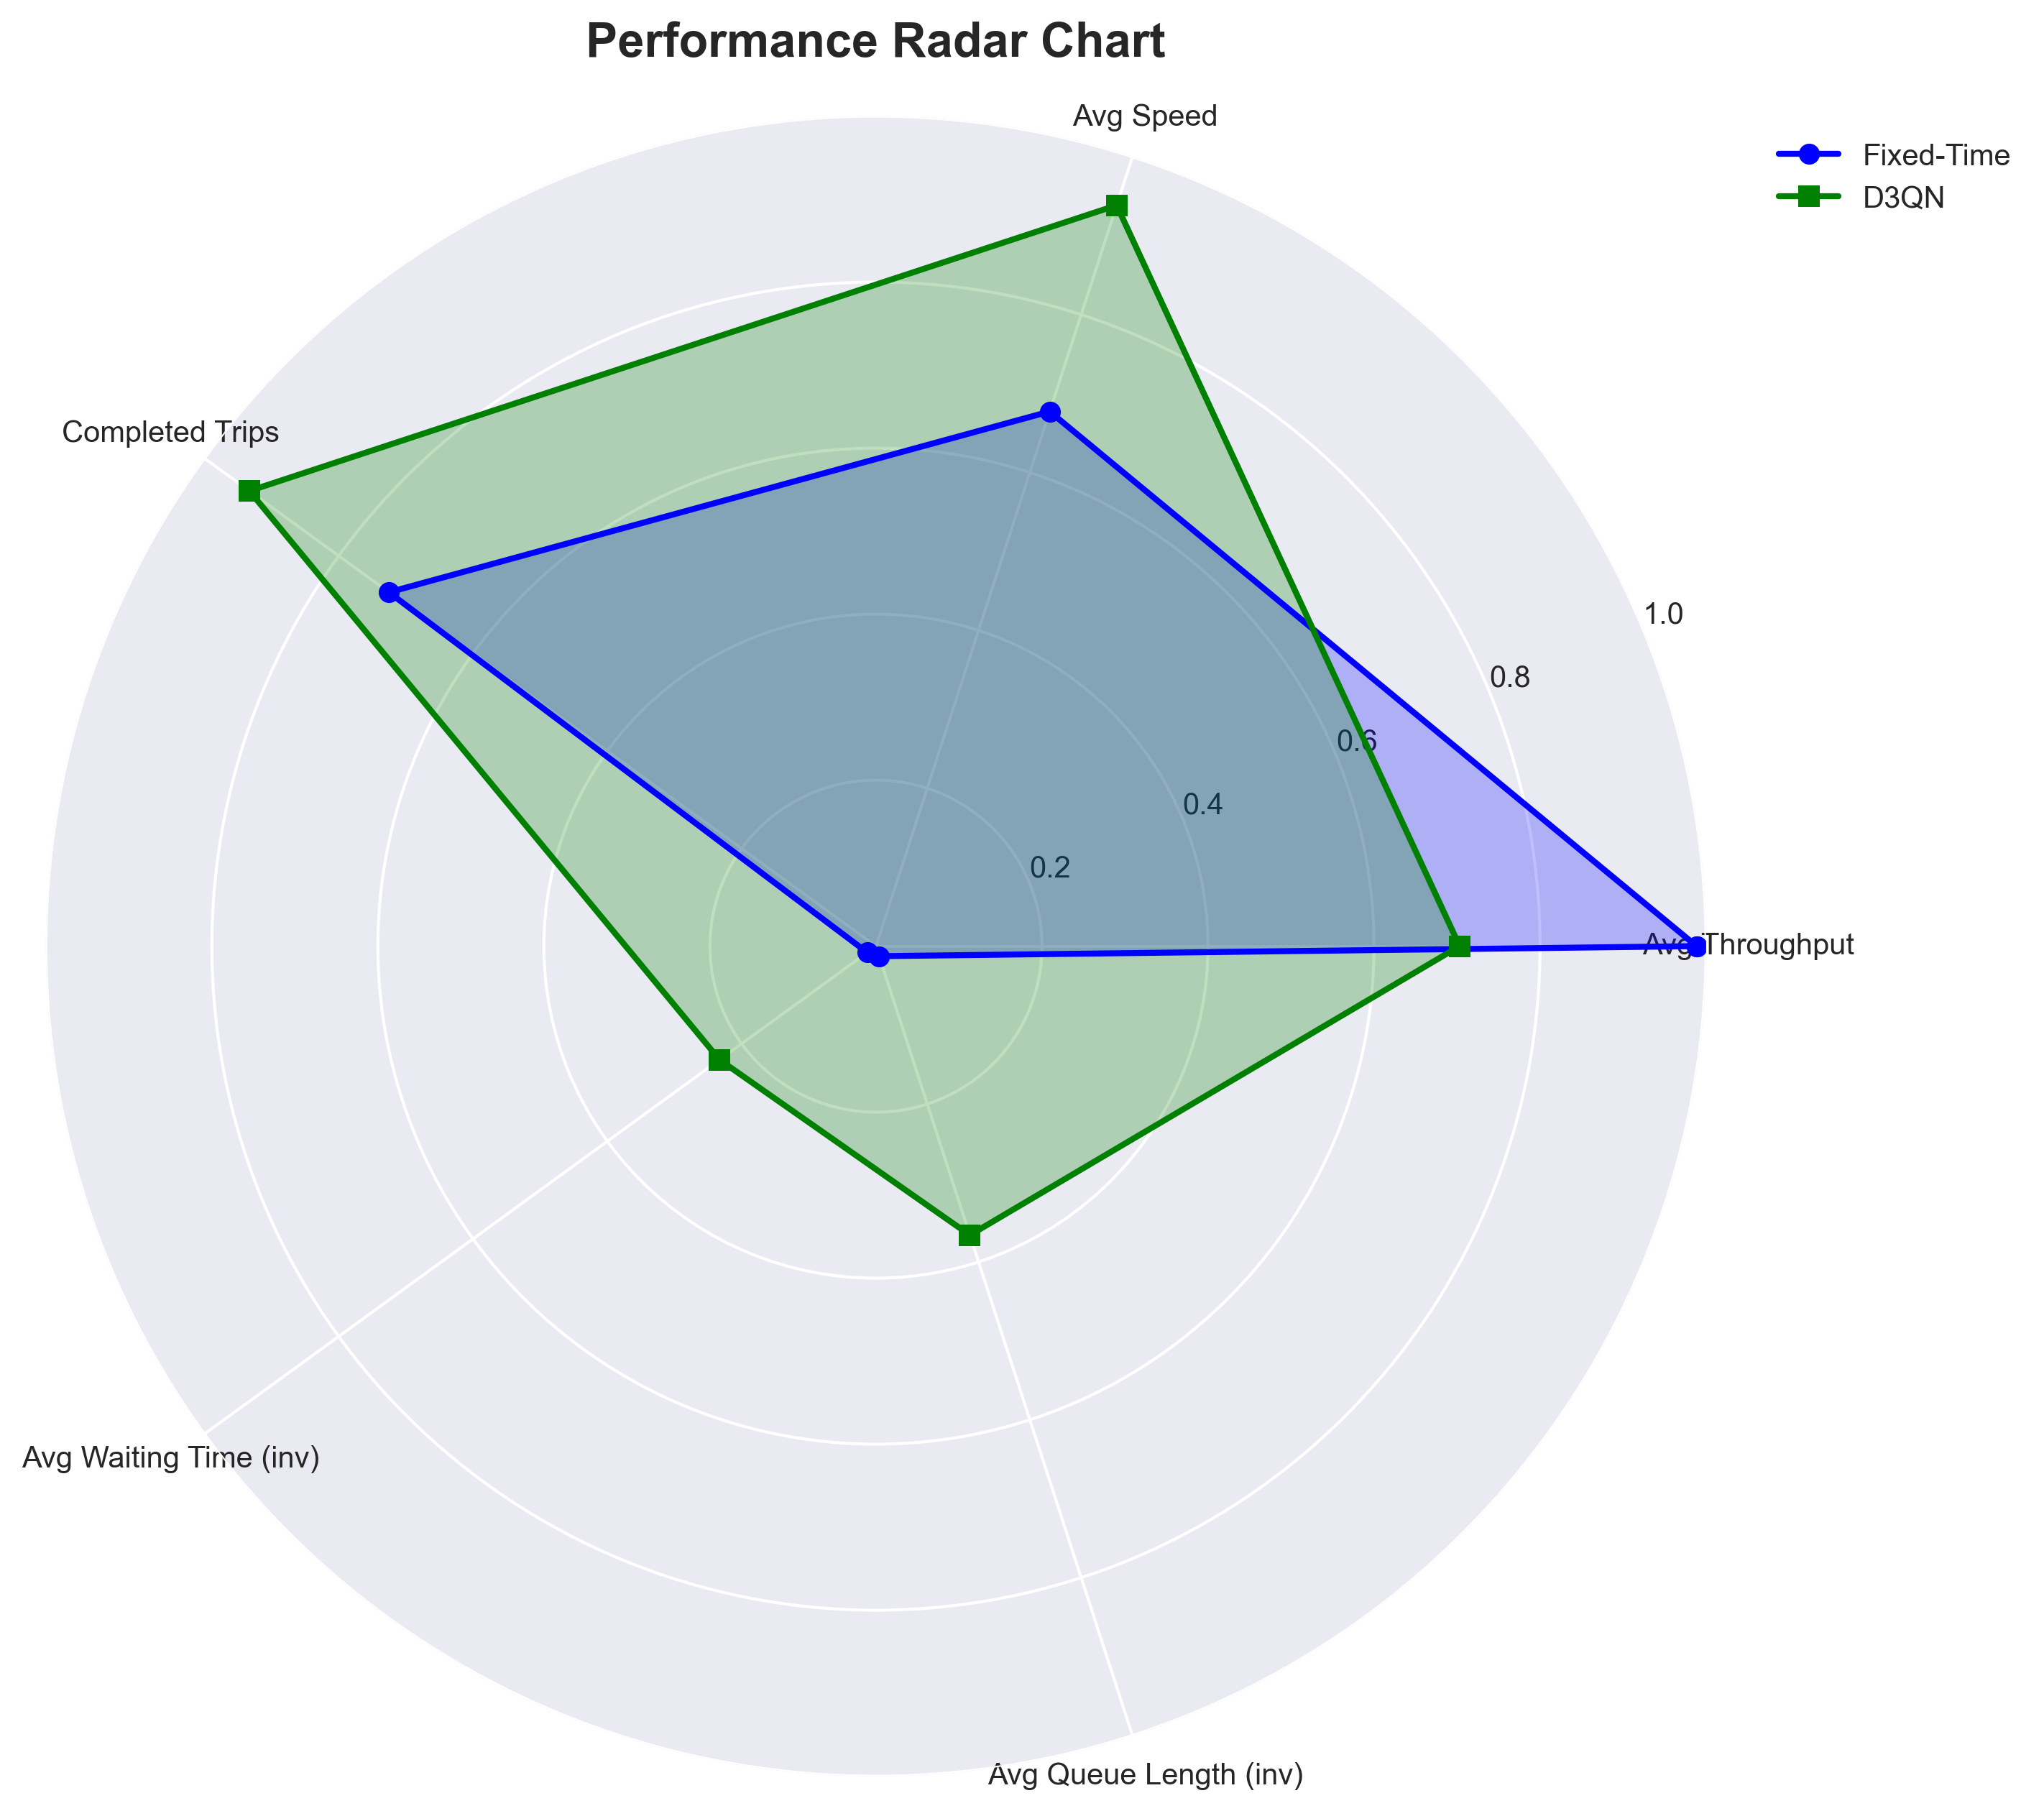 Performance Radar Chart
Avg Speed
Fixed-Time
D3QN
Completed Trips
1.0
0.8
0.6
0.4
0.2
Avg Throughput
Avg Waiting Time (inv)
Avg Queue Length (inv)